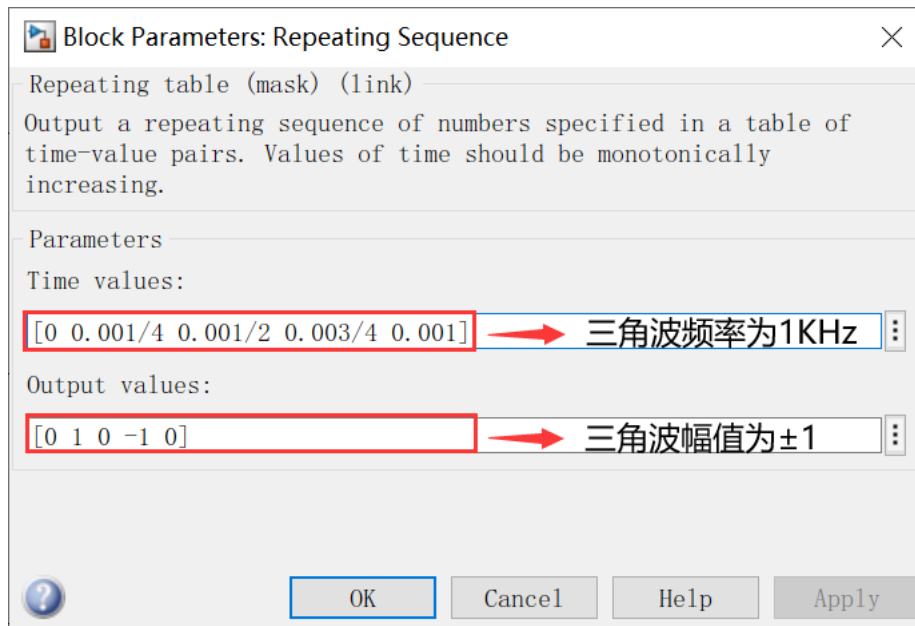 Block Parameters: Repeating Sequence
Repeating table (mask) (link)
Output a repeating sequence of numbers specified in a table of
time-value pairs. Values of time should be monotonically
increasing.
Parameters
Time values:
[0 0.001/4 0.001/2 0.003/4 0.001] 三角波频率为1KHz
Output values:
[0 1 0 -1 0] 三角波幅值为±1
OK Cancel Help Apply